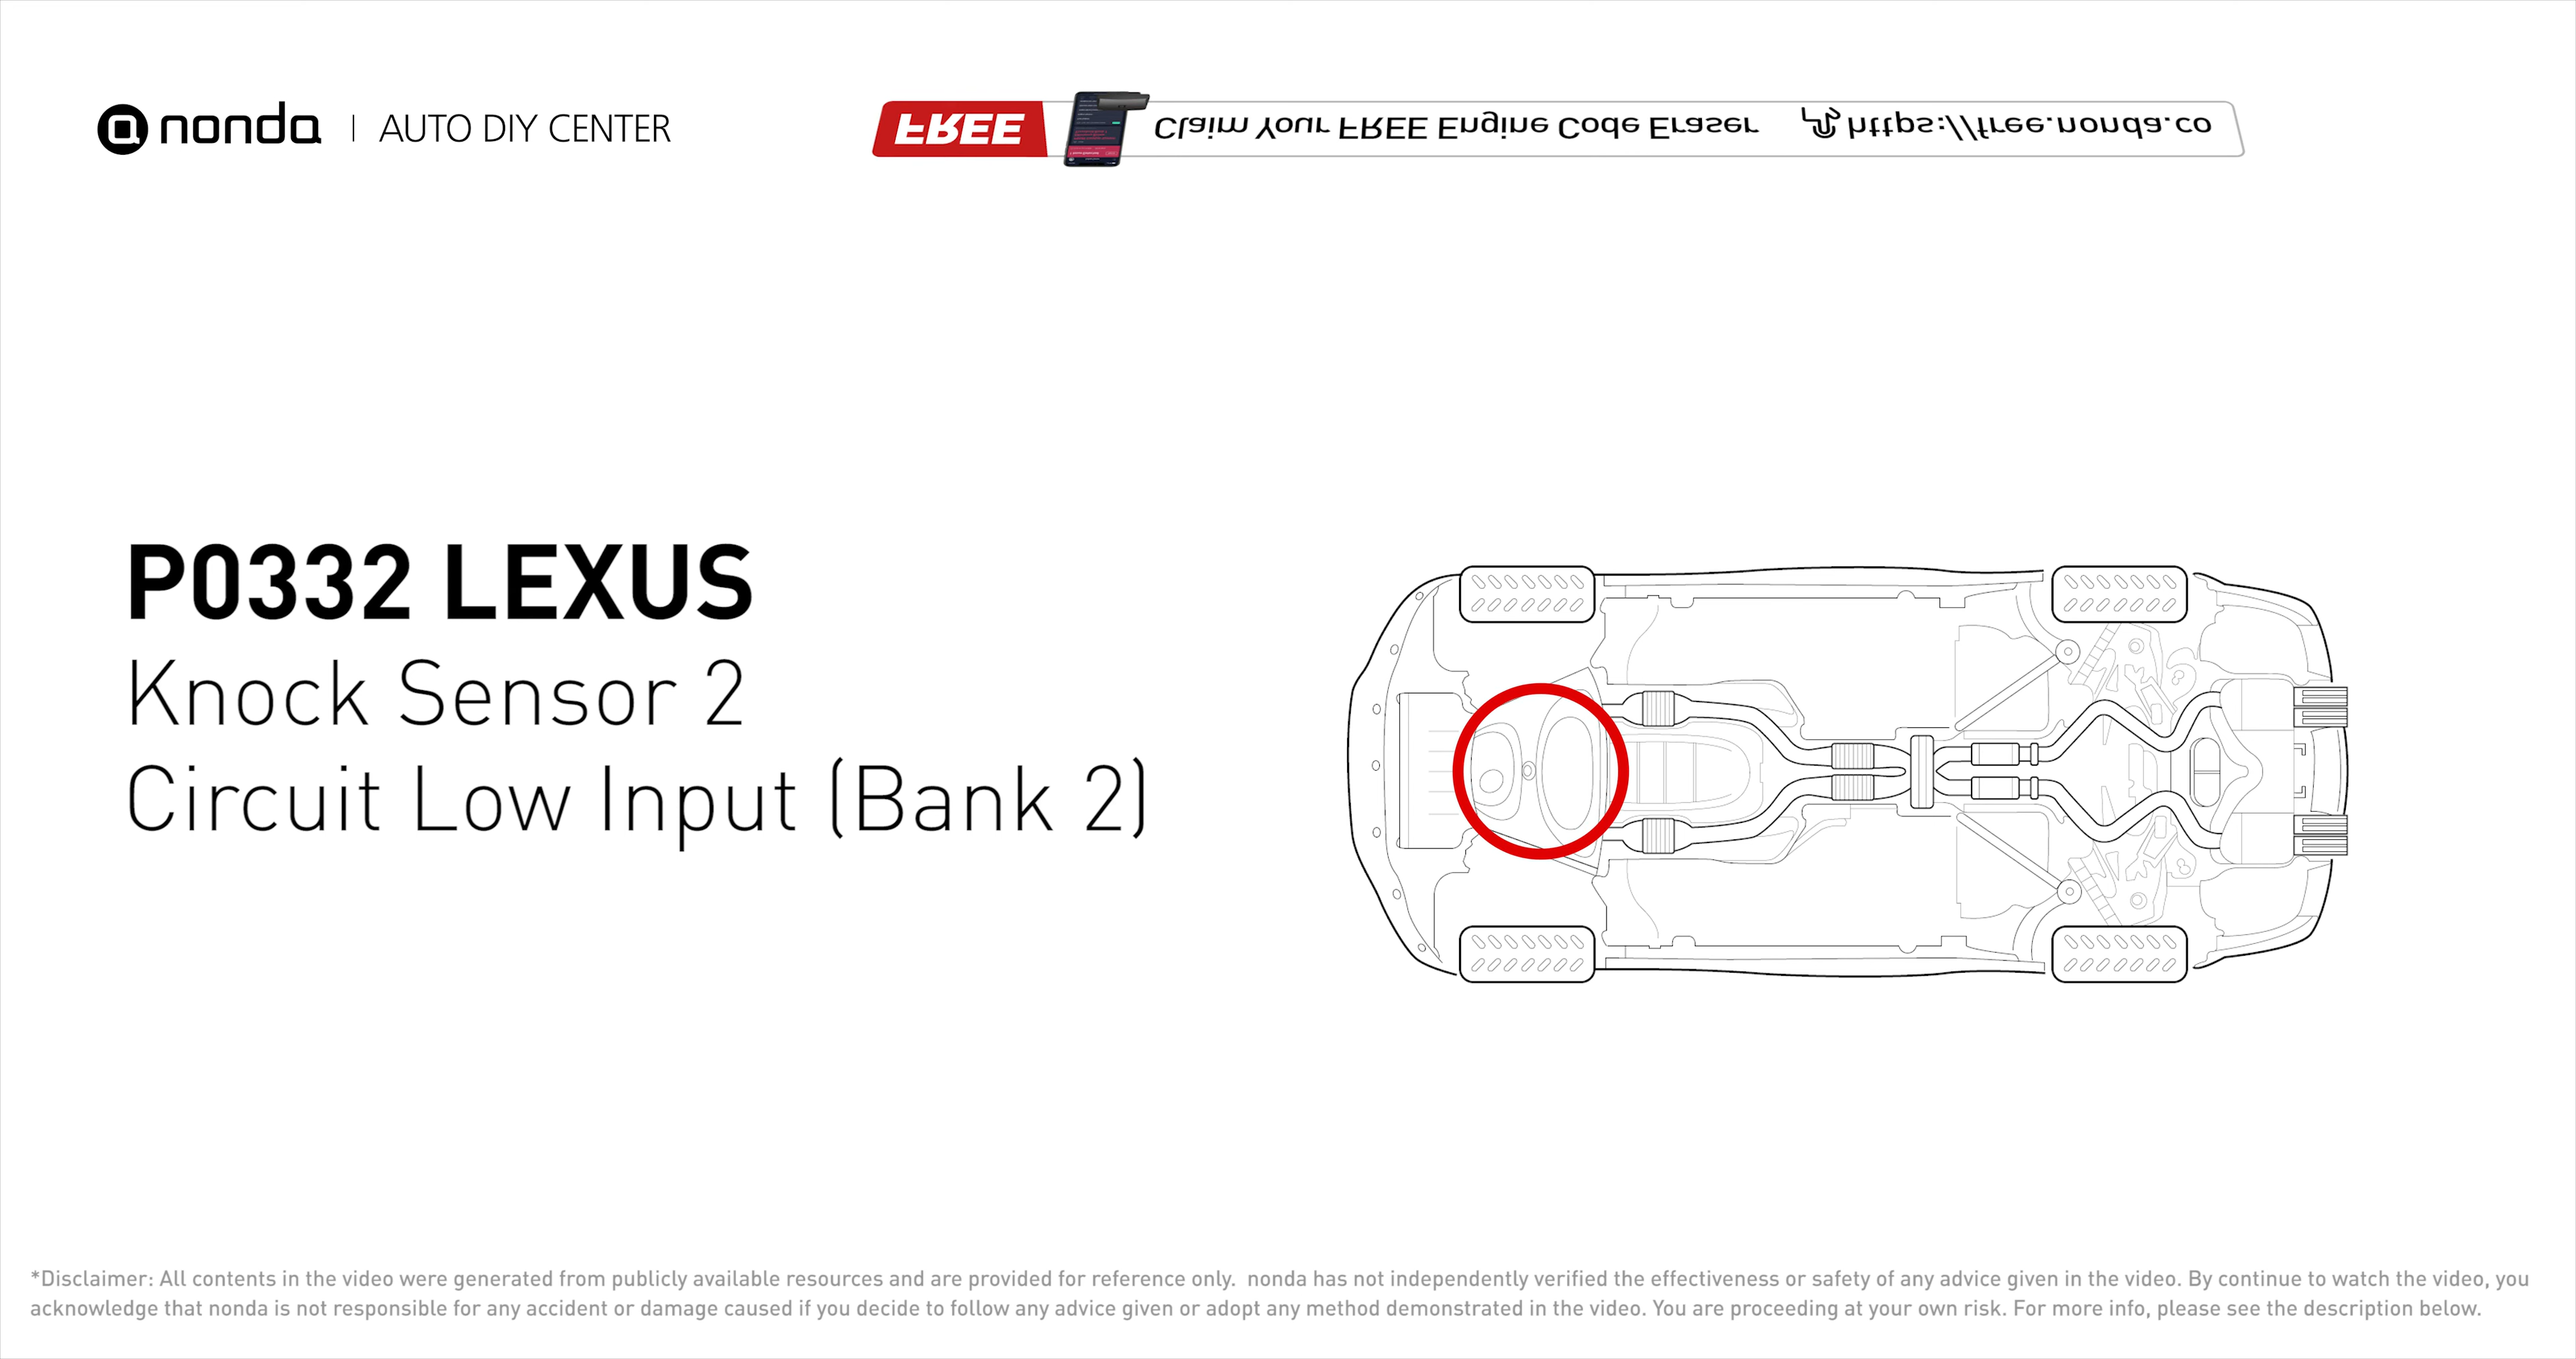 nonda | AUTO DIY CENTER
FREE Claim Your FREE Engine Code Eraser https://free.nonda.co
P0332 LEXUS
Knock Sensor 2
Circuit Low Input (Bank 2)
*Disclaimer: All contents in the video were generated from publicly available resources and are provided for reference only. nonda has not independently verified the effectiveness or safety of any advice given in the video. By continue to watch the video, you
acknowledge that nonda is not responsible for any accident or damage caused if you decide to follow any advice given or adopt any method demonstrated in the video. You are proceeding at your own risk. For more info, please see the description below.